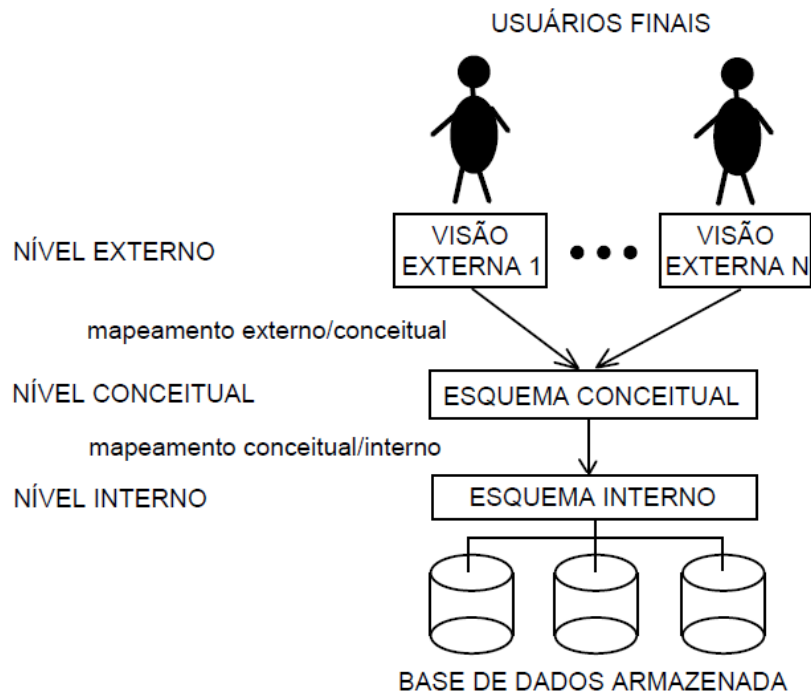 USUÁRIOS FINAIS
NÍVEL EXTERNO
VISÃO
EXTERNA 1
VISÃO
EXTERNA N
mapeamento externo/conceitual
NÍVEL CONCEITUAL
ESQUEMA CONCEITUAL
mapeamento conceitual/interno
NÍVEL INTERNO
ESQUEMA INTERNO
BASE DE DADOS ARMAZENADA